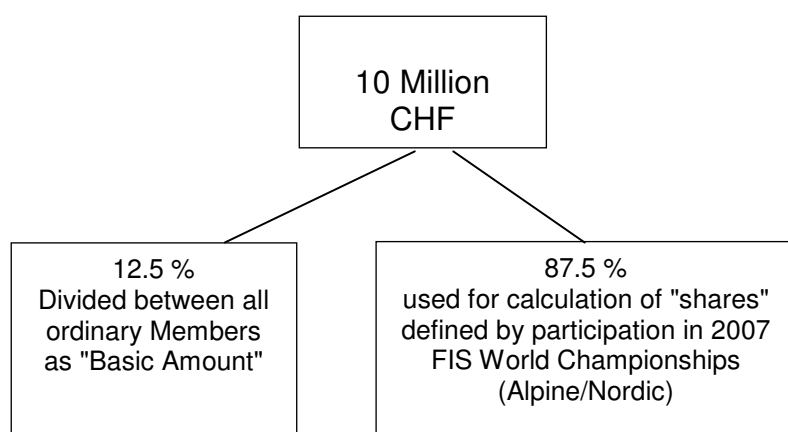 10 Million
CHF
12.5 %
Divided between all
ordinary Members
as "Basic Amount"
87.5 %
used for calculation of "shares"
defined by participation in 2007
FIS World Championships
(Alpine/Nordic)